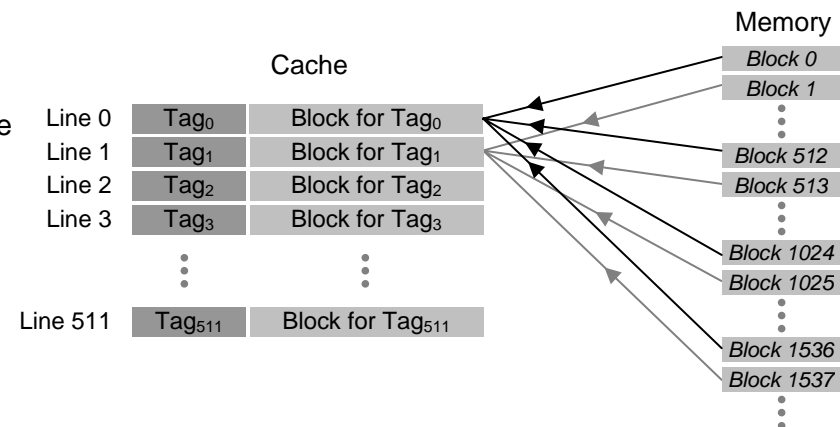 Memory
Block 0
Cache
Block 1
Line 0 Tag₀ Block for Tag₀
Line 1 Tag₁ Block for Tag₁
Block 512
Line 2 Tag₂ Block for Tag₂
Block 513
Line 3 Tag₃ Block for Tag₃
Block 1024
Block 1025
Line 511 Tag₅₁₁ Block for Tag₅₁₁
Block 1536
Block 1537